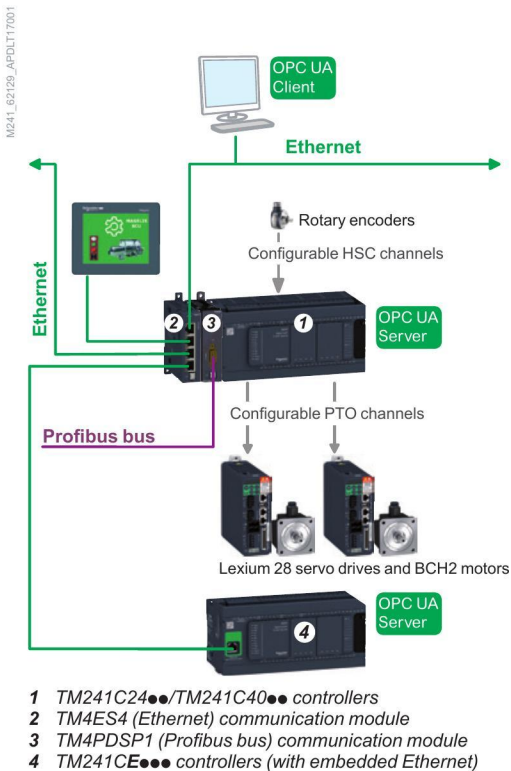 M241_62129_APDLT17001
OPC UA
Client
Ethernet
Rotary encoders
Configurable HSC channels
Ethernet
2
3
1
OPC UA
Server
Configurable PTO channels
Profibus bus
Lexium 28 servo drives and BCH2 motors
OPC UA
Server
4
1 TM241C24●●/TM241C40●● controllers
2 TM4ES4 (Ethernet) communication module
3 TM4PDPS1 (Profibus bus) communication module
4 TM241CE●●● controllers (with embedded Ethernet)